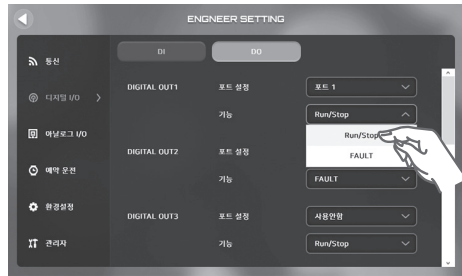 ENGNEER SETTING
DI
DO
통신
디지털 I/O
아날로그 I/O
예약 운전
환경설정
관리자
DIGITAL OUT1
포트 설정
포트 1
기능
Run/Stop
Run/Stop
FAULT
DIGITAL OUT2
포트 설정
기능
FAULT
DIGITAL OUT3
포트 설정
사용안함
기능
Run/Stop